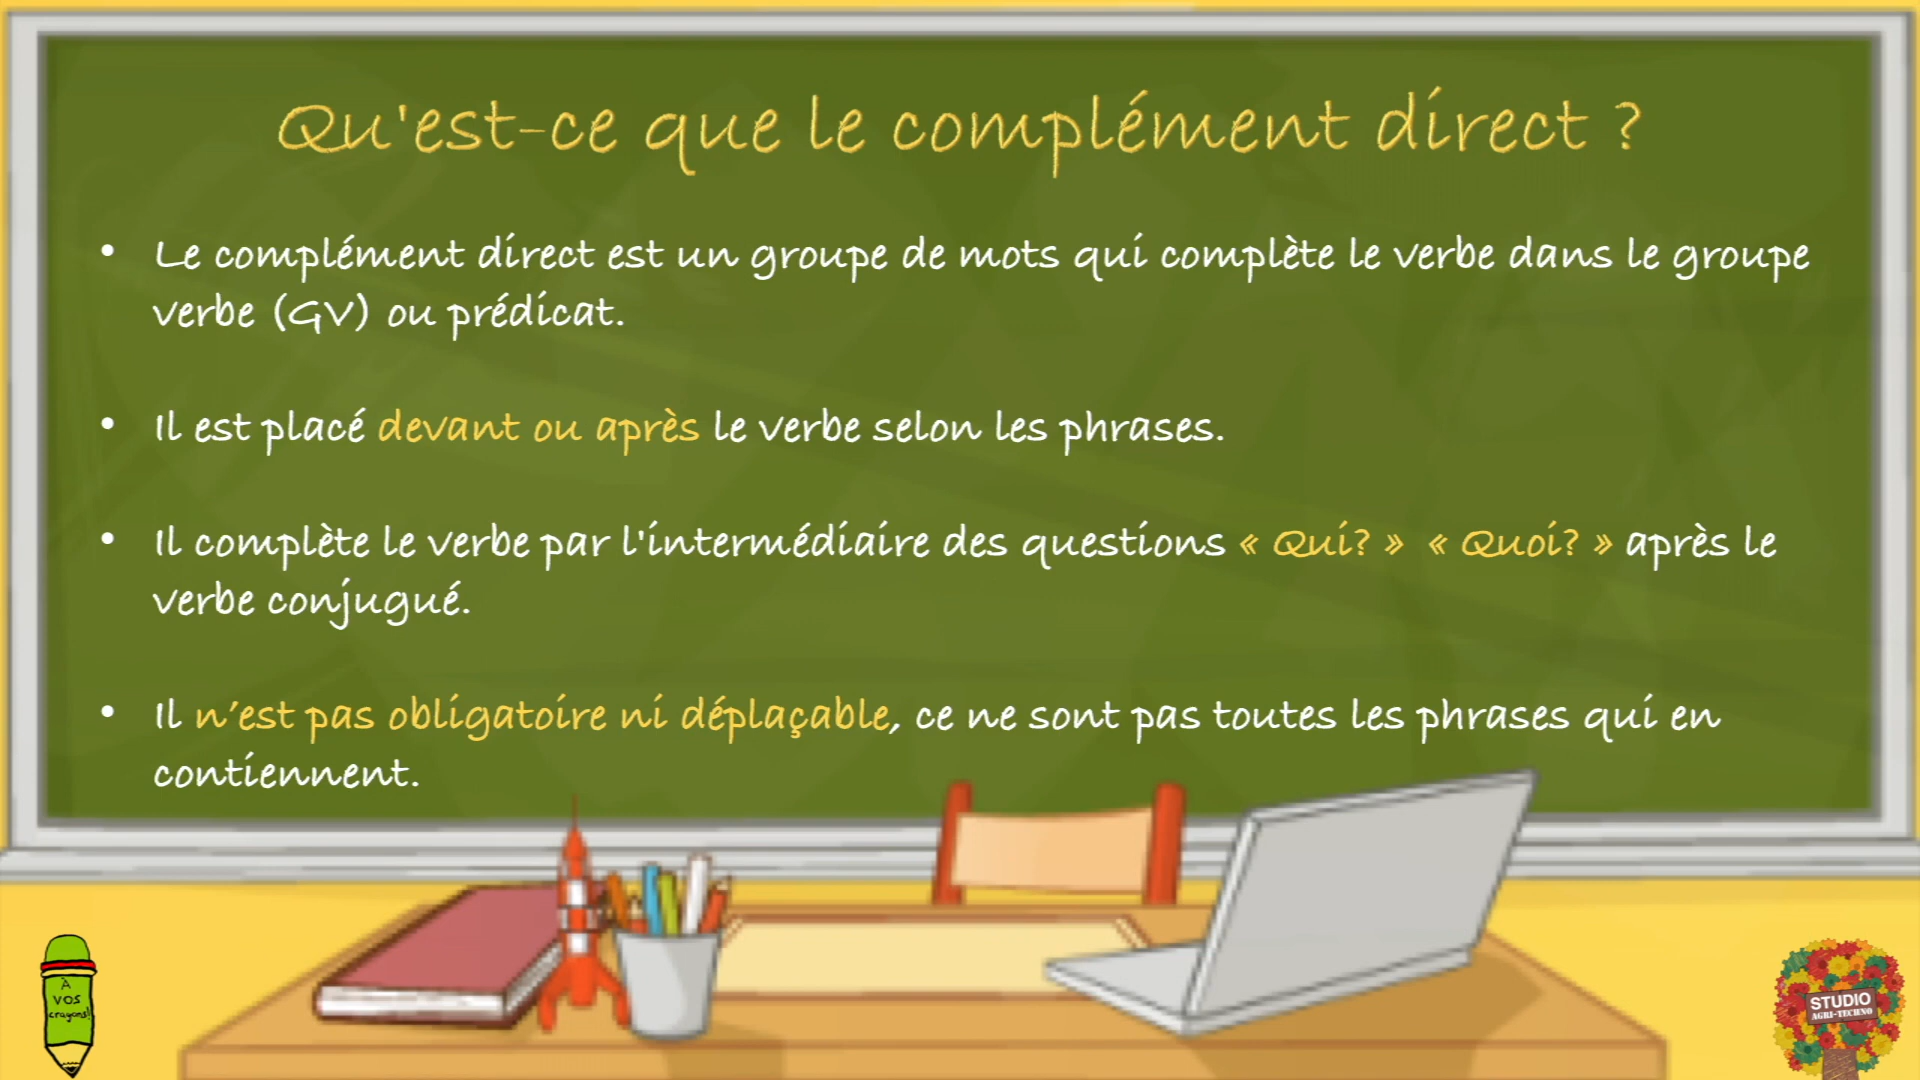 Qu'est-ce que le complément direct ?
• Le complément direct est un groupe de mots qui complète le verbe dans le groupe
verbe (GV) ou prédicat.
• Il est placé devant ou après le verbe selon les phrases.
• Il complète le verbe par l'intermédiaire des questions « Qui? » « Quoi? » après le
verbe conjugué.
• Il n’est pas obligatoire ni déplaçable, ce ne sont pas toutes les phrases qui en
contiennent.
À
vos
crayons!
STUDIO
AGRI-TECHNO